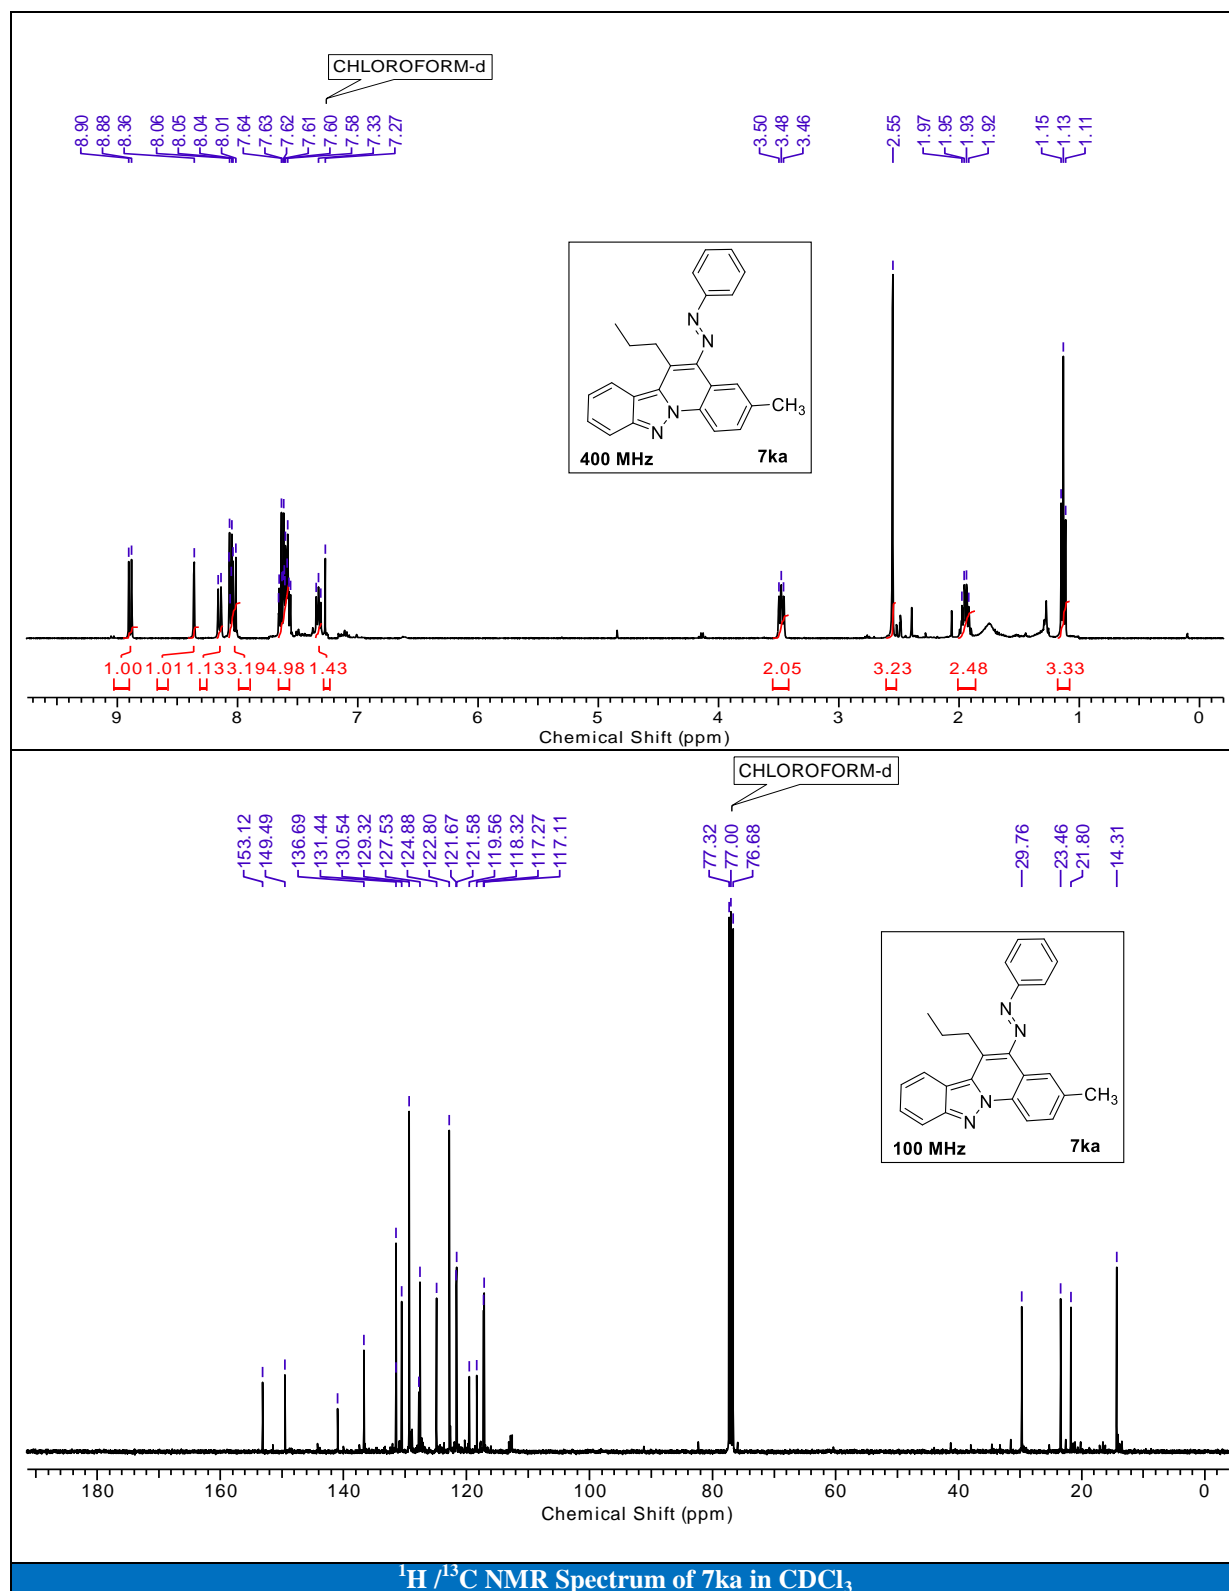 CHLOROFORM-d
8.90
8.88
8.36
8.06
8.05
8.04
8.01
7.64
7.63
7.62
7.61
7.60
7.58
7.33
7.27
3.50
3.48
3.46
2.55
1.97
1.95
1.93
1.92
1.15
1.13
1.11
N
N
N
N
CH3
400 MHz 7ka
1.00 1.01 1.13 3.19 4.98 1.43 2.05 3.23 2.48 3.33
9 8 7 6 5 4 3 2 1 0
Chemical Shift (ppm)
CHLOROFORM-d
153.12
149.49
136.69
131.44
130.54
129.32
127.53
124.88
122.80
121.67
121.58
119.56
118.32
117.27
117.11
77.32
77.00
76.68
29.76
23.46
21.80
14.31
N
N
N
N
CH3
100 MHz 7ka
180 160 140 120 100 80 60 40 20 0
Chemical Shift (ppm)
1H /13C NMR Spectrum of 7ka in CDCl3